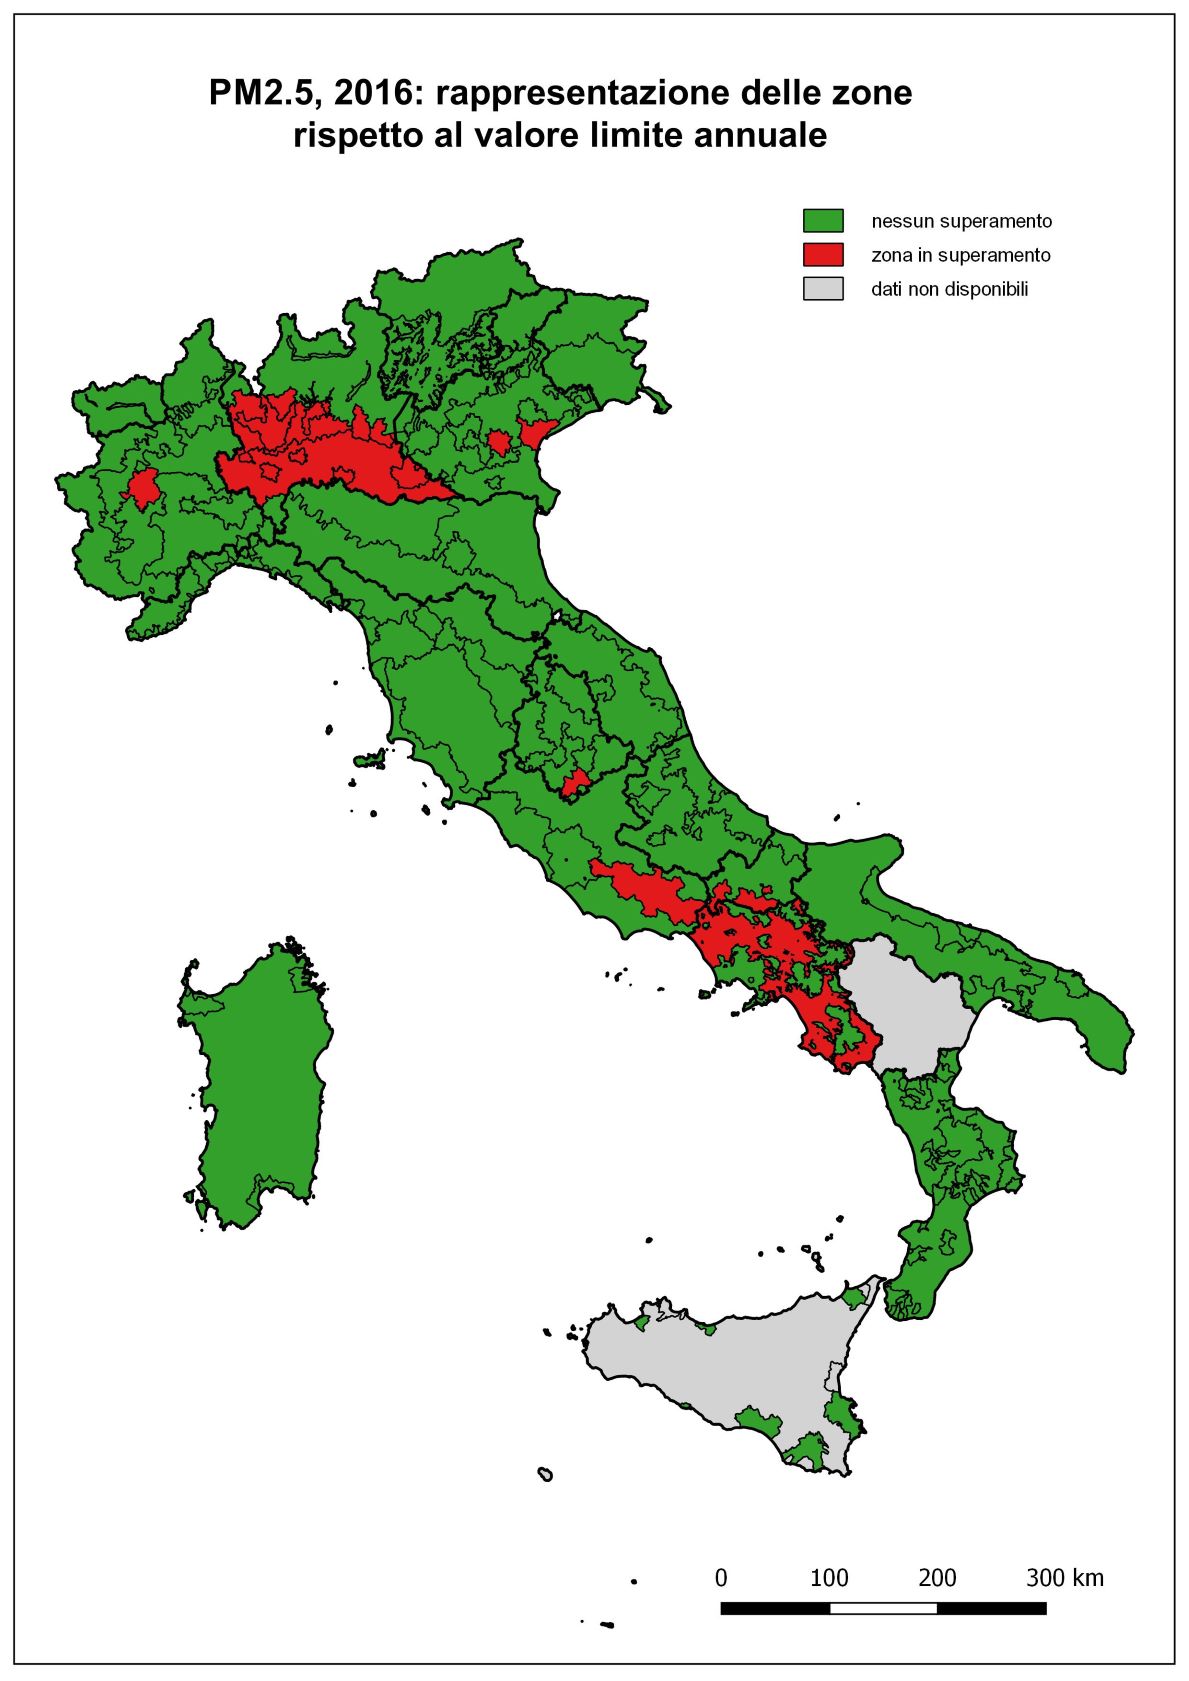 PM2.5, 2016: rappresentazione delle zone
rispetto al valore limite annuale
nessun superamento
zona in superamento
dati non disponibili
0 100 200 300 km